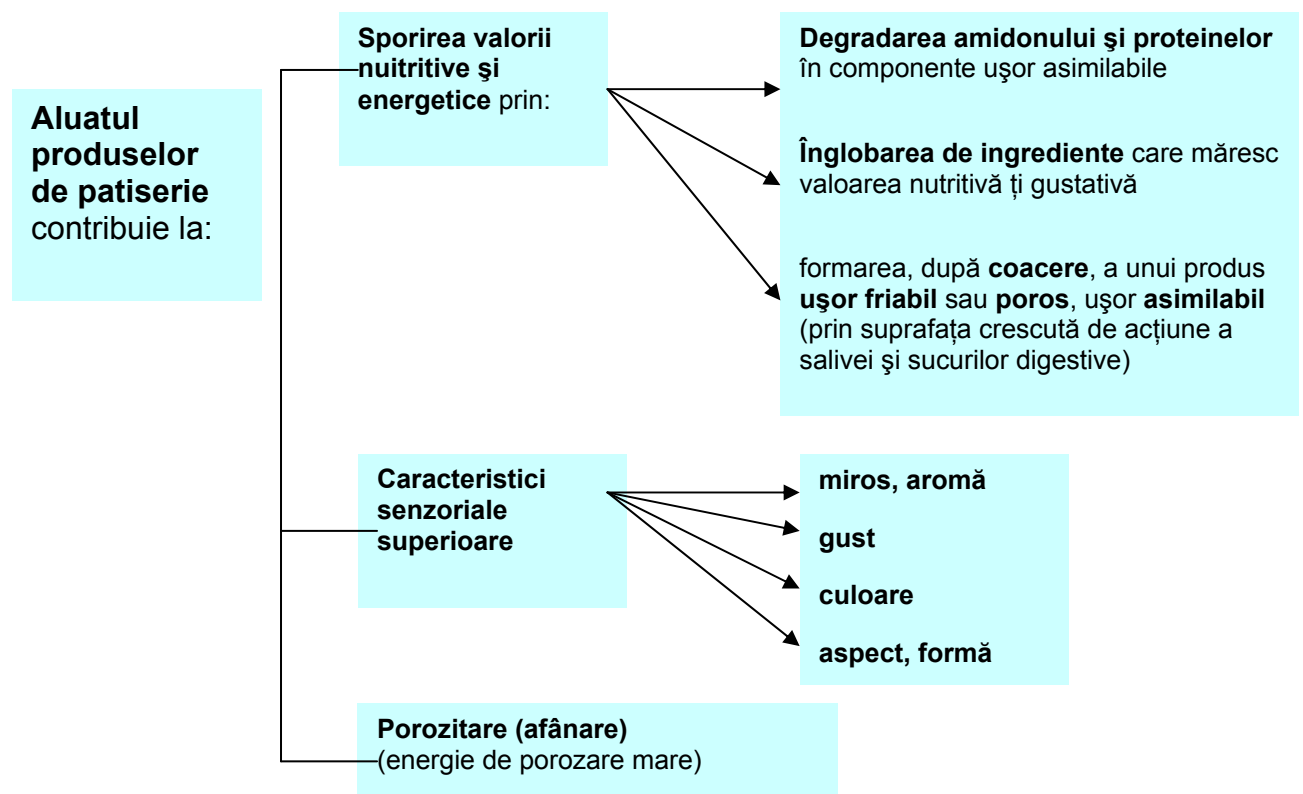 Aluatul
produselor
de patiserie
contribuie la:
Sporirea valorii
nuitritive şi
energetice prin:
Degradarea amidonului şi proteinelor
în componente uşor asimilabile
Înglobarea de ingrediente care măresc
valoarea nutritivă ți gustativă
formarea, după coacere, a unui produs
uşor friabil sau poros, uşor asimilabil
(prin suprafața crescută de acțiune a
salivei şi sucurilor digestive)
Caracteristici
senzoriale
superioare
miros, aromă
gust
culoare
aspect, formă
Porozitare (afânare)
(energie de porozare mare)